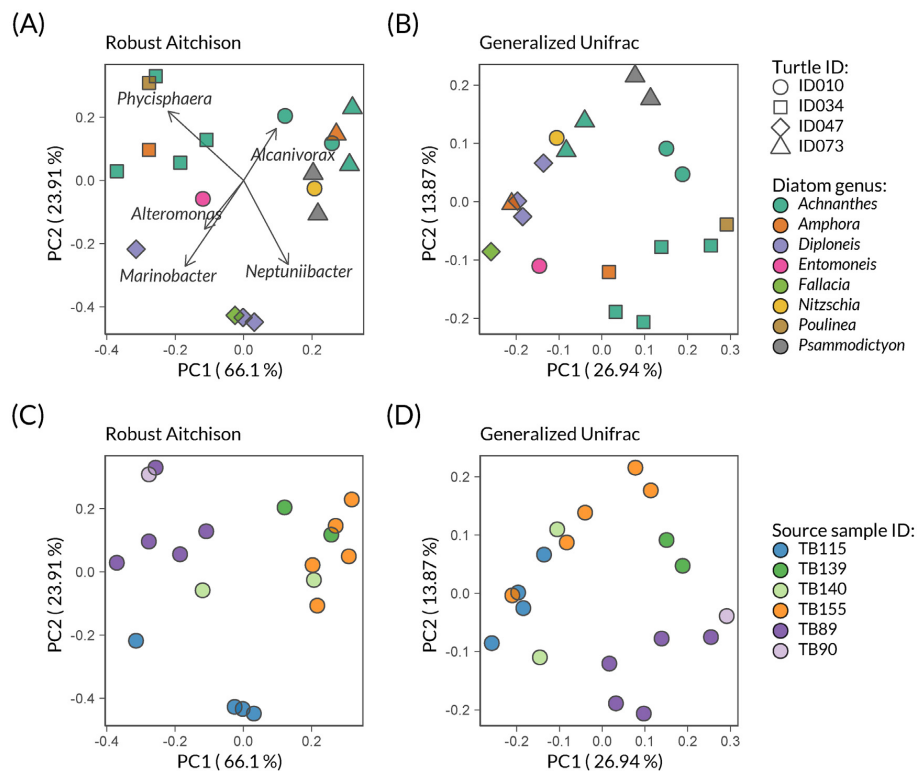 (A)
Robust Aitchison
Phycisphaera
Alcanivorax
Alteromonas
Marinobacter
Neptuniibacter
0.2
0.0
-0.2
-0.4
-0.4
-0.2
0.0
0.2
PC2 ( 23.91 %)
PC1 ( 66.1 %)
(B)
Generalized Unifrac
0.2
0.1
0.0
-0.1
-0.2
-0.2
-0.1
0.0
0.1
0.2
0.3
PC2 ( 13.87 %)
PC1 ( 26.94 %)
Turtle ID:
ID010
ID034
ID047
ID073
Diatom genus:
Achnanthes
Amphora
Diploneis
Entomoneis
Fallacia
Nitzschia
Poulinea
Psammodictyon
(C)
Robust Aitchison
0.2
0.0
-0.2
-0.4
-0.4
-0.2
0.0
0.2
PC2 ( 23.91 %)
PC1 ( 66.1 %)
(D)
Generalized Unifrac
0.2
0.1
0.0
-0.1
-0.2
-0.2
-0.1
0.0
0.1
0.2
0.3
PC2 ( 13.87 %)
PC1 ( 26.94 %)
Source sample ID:
TB115
TB139
TB140
TB155
TB89
TB90